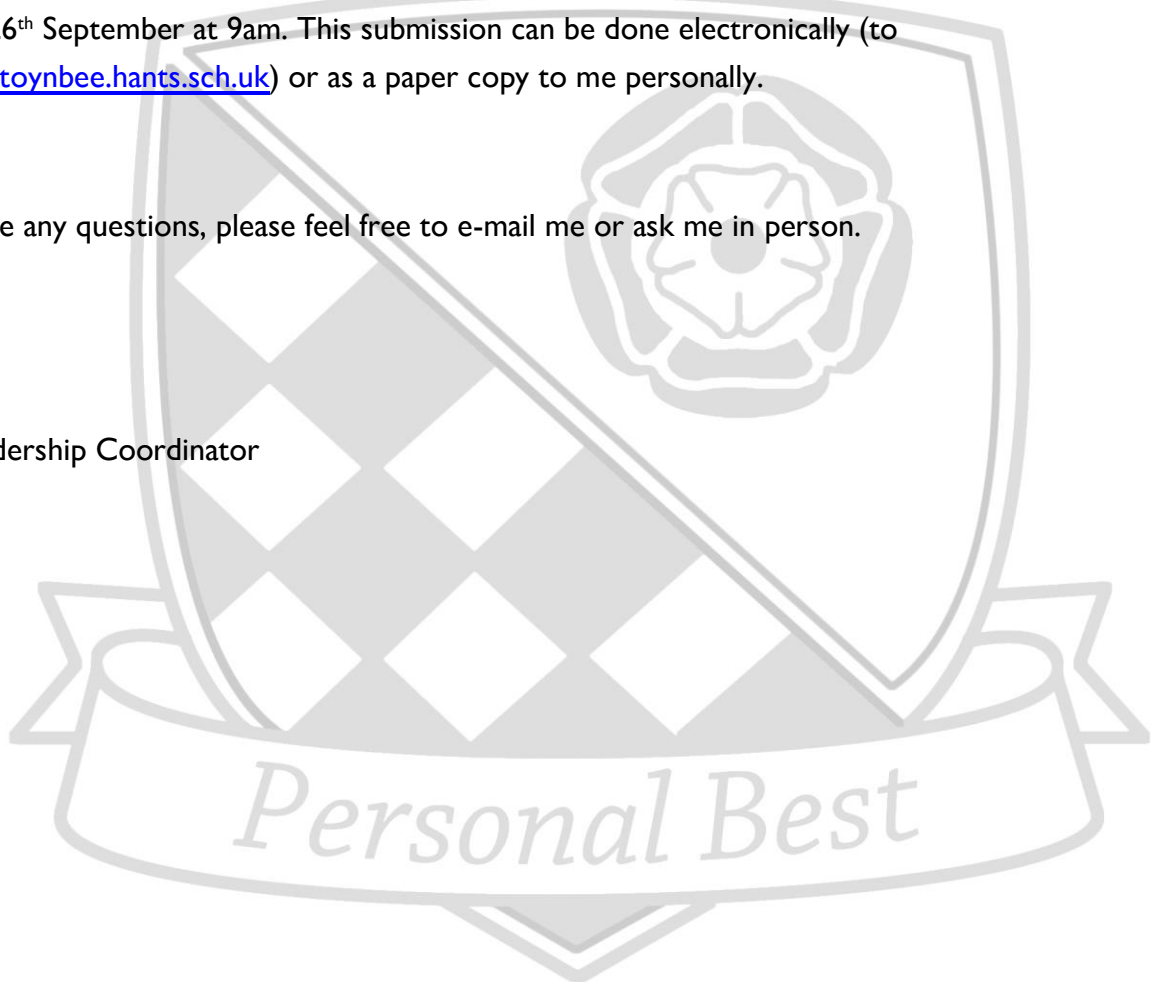 6th September at 9am. This submission can be done electronically (to
toynbee.hants.sch.uk) or as a paper copy to me personally.
e any questions, please feel free to e-mail me or ask me in person.
dership Coordinator
Personal Best